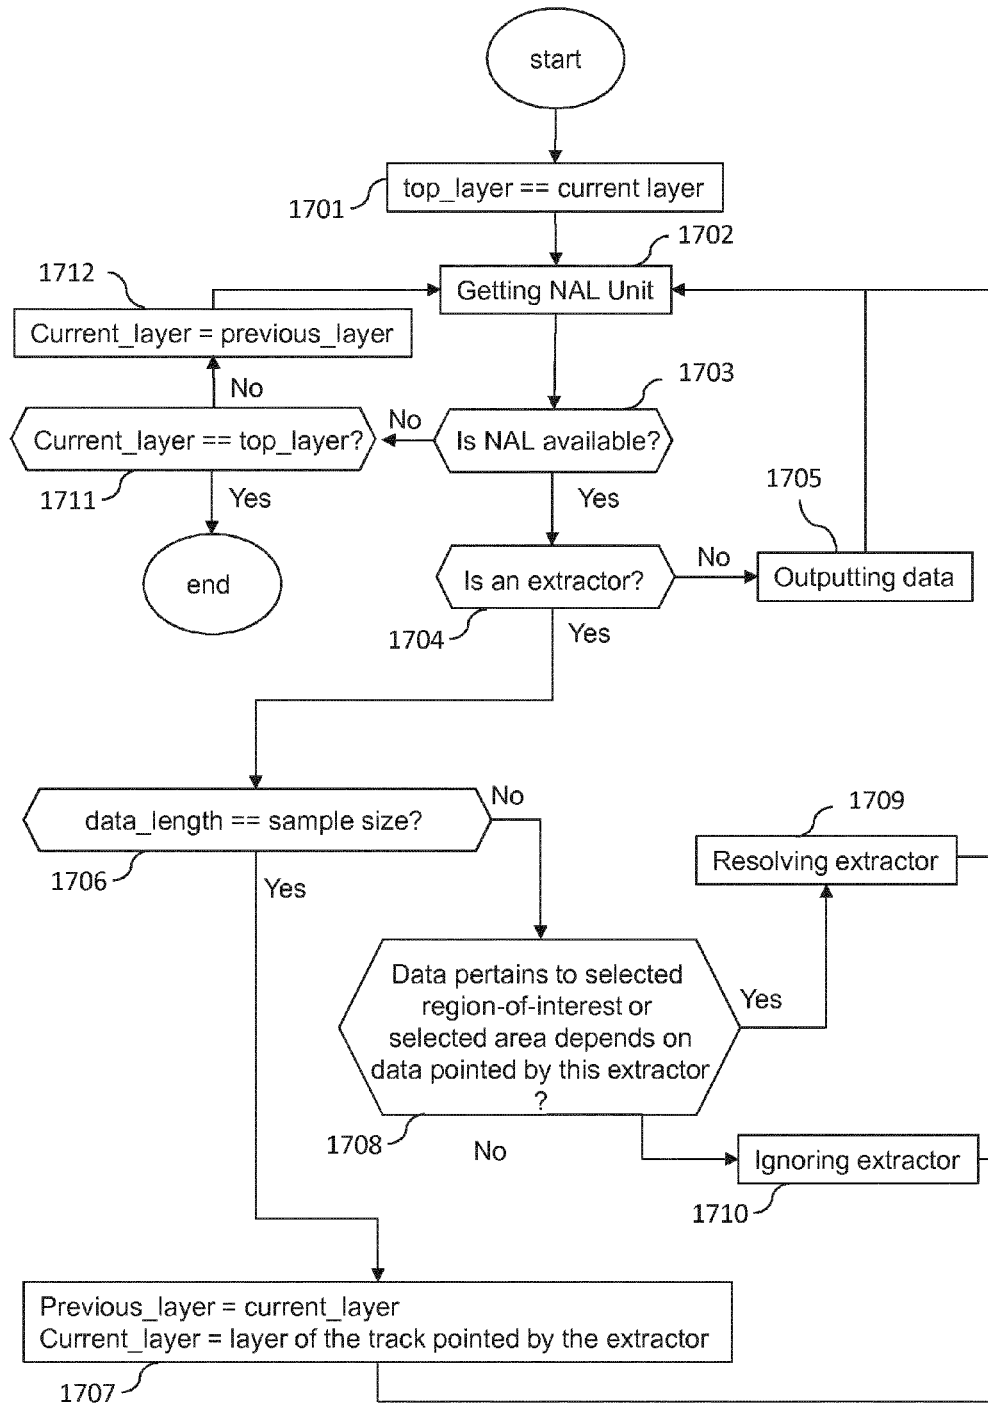 start
top_layer == current layer
1701
1702
Getting NAL Unit
1712
Current_layer = previous_layer
No
1703
Is NAL available?
No
Current_layer == top_layer?
1711
Yes
end
Yes
1705
Is an extractor?
No
Outputting data
1704
Yes
data_length == sample size?
No
1706
Yes
1709
Resolving extractor
Data pertains to selected
region-of-interest or
selected area depends on
data pointed by this extractor
?
Yes
1708
No
Ignoring extractor
1710
Previous_layer = current_layer
Current_layer = layer of the track pointed by the extractor
1707